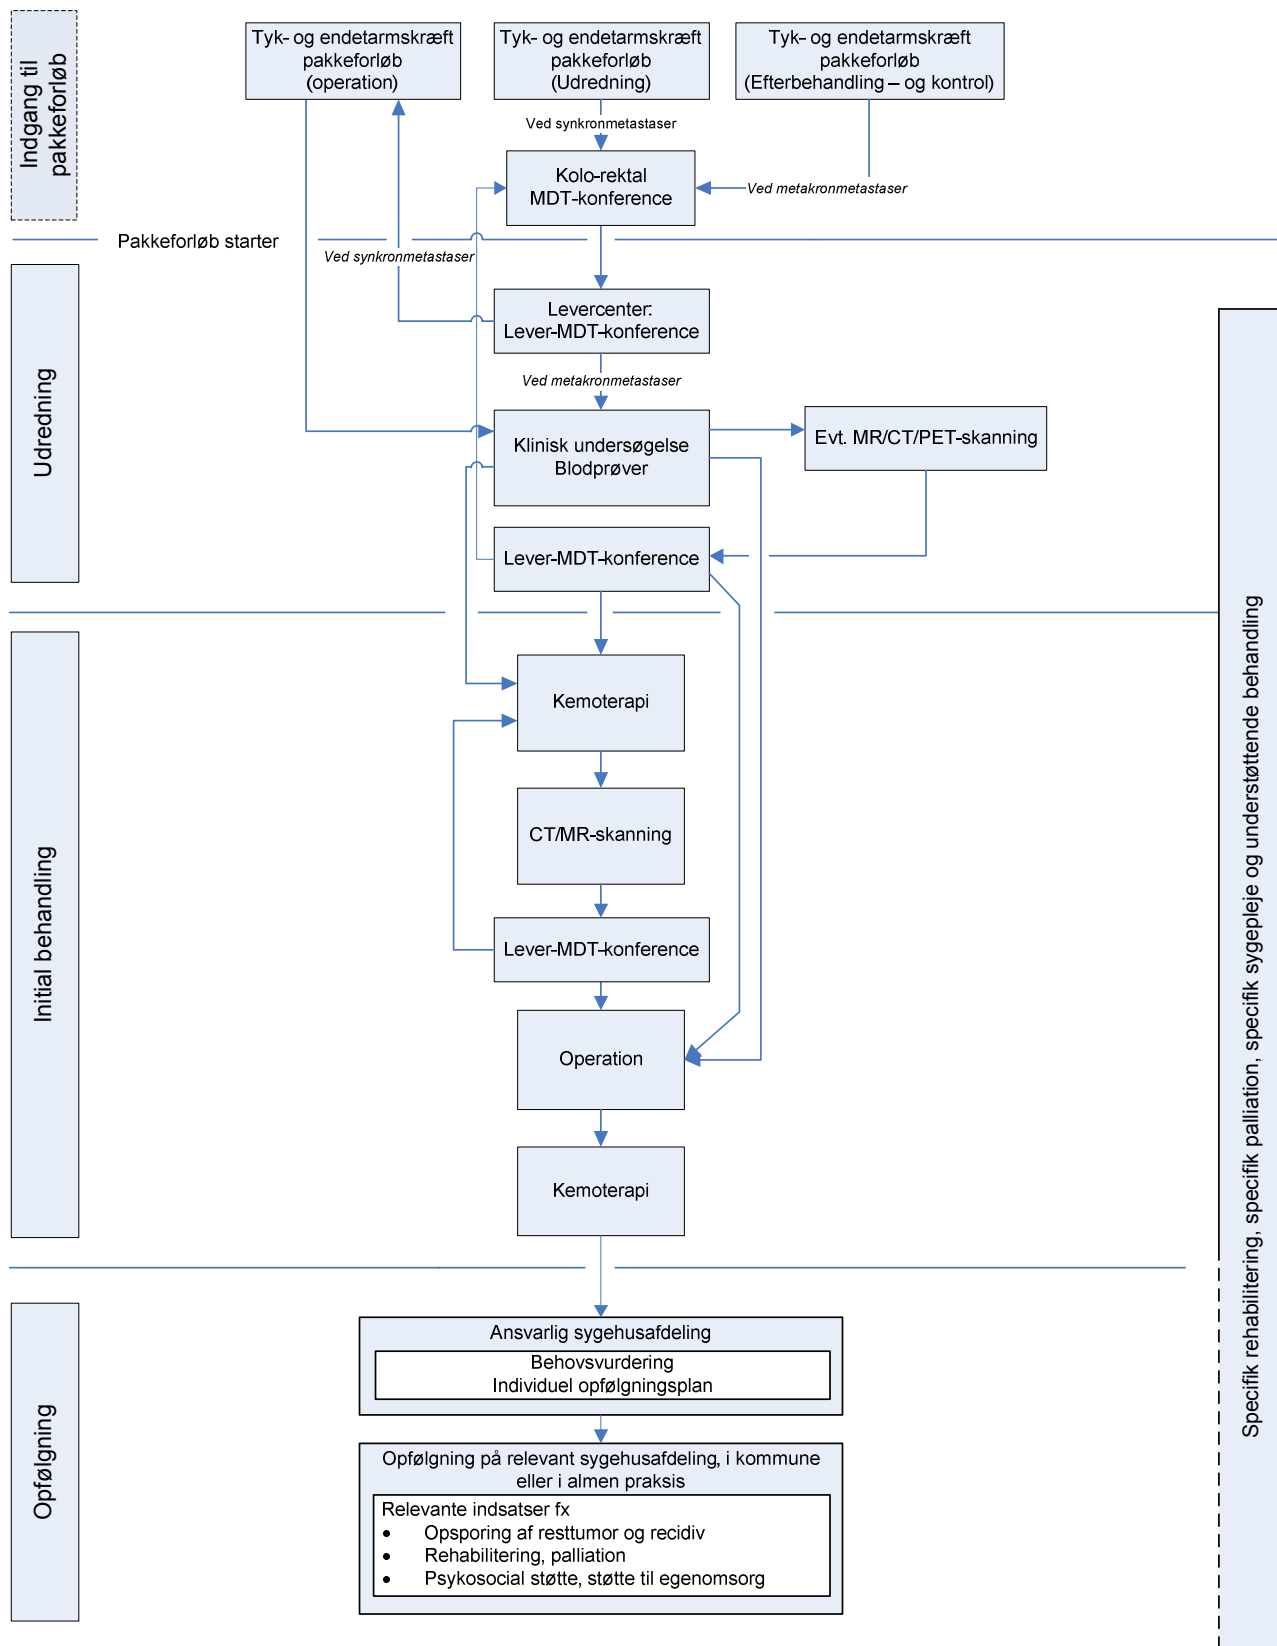 Indgang til
pakkeforløb
Tyk- og endetarmskræft
pakkeforløb
(operation)
Tyk- og endetarmskræft
pakkeforløb
(Udredning)
Tyk- og endetarmskræft
pakkeforløb
(Efterbehandling – og kontrol)
Ved synkronmetastaser
Kolo-rektal
MDT-konference
Ved metakronmetastaser
Pakkeforløb starter
Ved synkronmetastaser
Udredning
Levercenter:
Lever-MDT-konference
Ved metakronmetastaser
Klinisk undersøgelse
Blodprøver
Evt. MR/CT/PET-skanning
Lever-MDT-konference
Initial behandling
Kemoterapi
CT/MR-skanning
Lever-MDT-konference
Operation
Kemoterapi
Specifik rehabilitering, specifik palliation, specifik sygepleje og understøttende behandling
Opfølgning
Ansvarlig sygehusafdeling
Behovsvurdering
Individuel opfølgningsplan
Opfølgning på relevant sygehusafdeling, i kommune
eller i almen praksis
Relevante indsatser fx
• Opsporing af resttumor og recidiv
• Rehabilitering, palliation
• Psykosocial støtte, støtte til egenomsorg